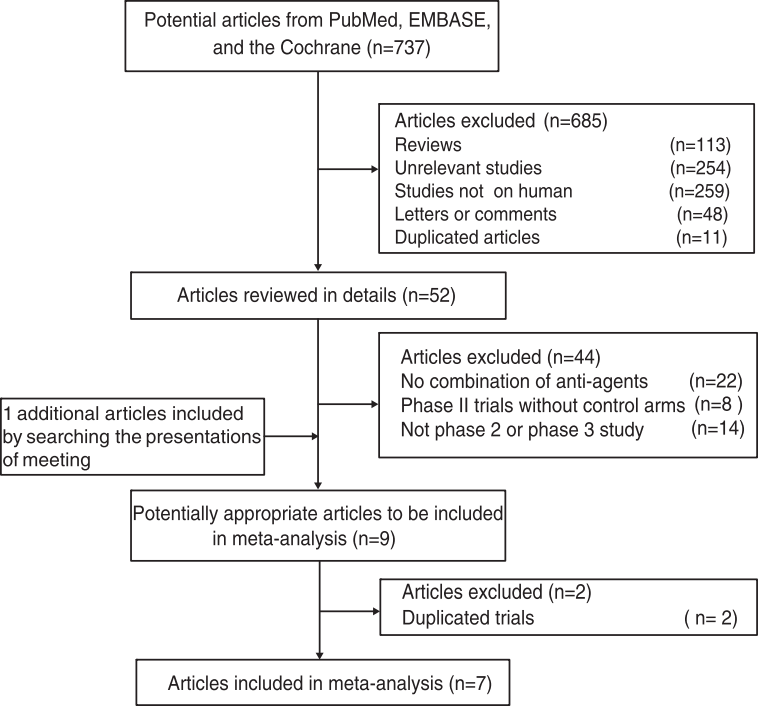 Potential articles from PubMed, EMBASE,
and the Cochrane (n=737)
Articles excluded (n=685)
Reviews (n=113)
Unrelevant studies (n=254)
Studies not on human (n=259)
Letters or comments (n=48)
Duplicated articles (n=11)
Articles reviewed in details (n=52)
Articles excluded (n=44)
No combination of anti-agents (n=22)
Phase II trials without control arms (n=8 )
Not phase 2 or phase 3 study (n=14)
1 additional articles included
by searching the presentations
of meeting
Potentially appropriate articles to be included
in meta-analysis (n=9)
Articles excluded (n=2)
Duplicated trials ( n= 2)
Articles included in meta-analysis (n=7)